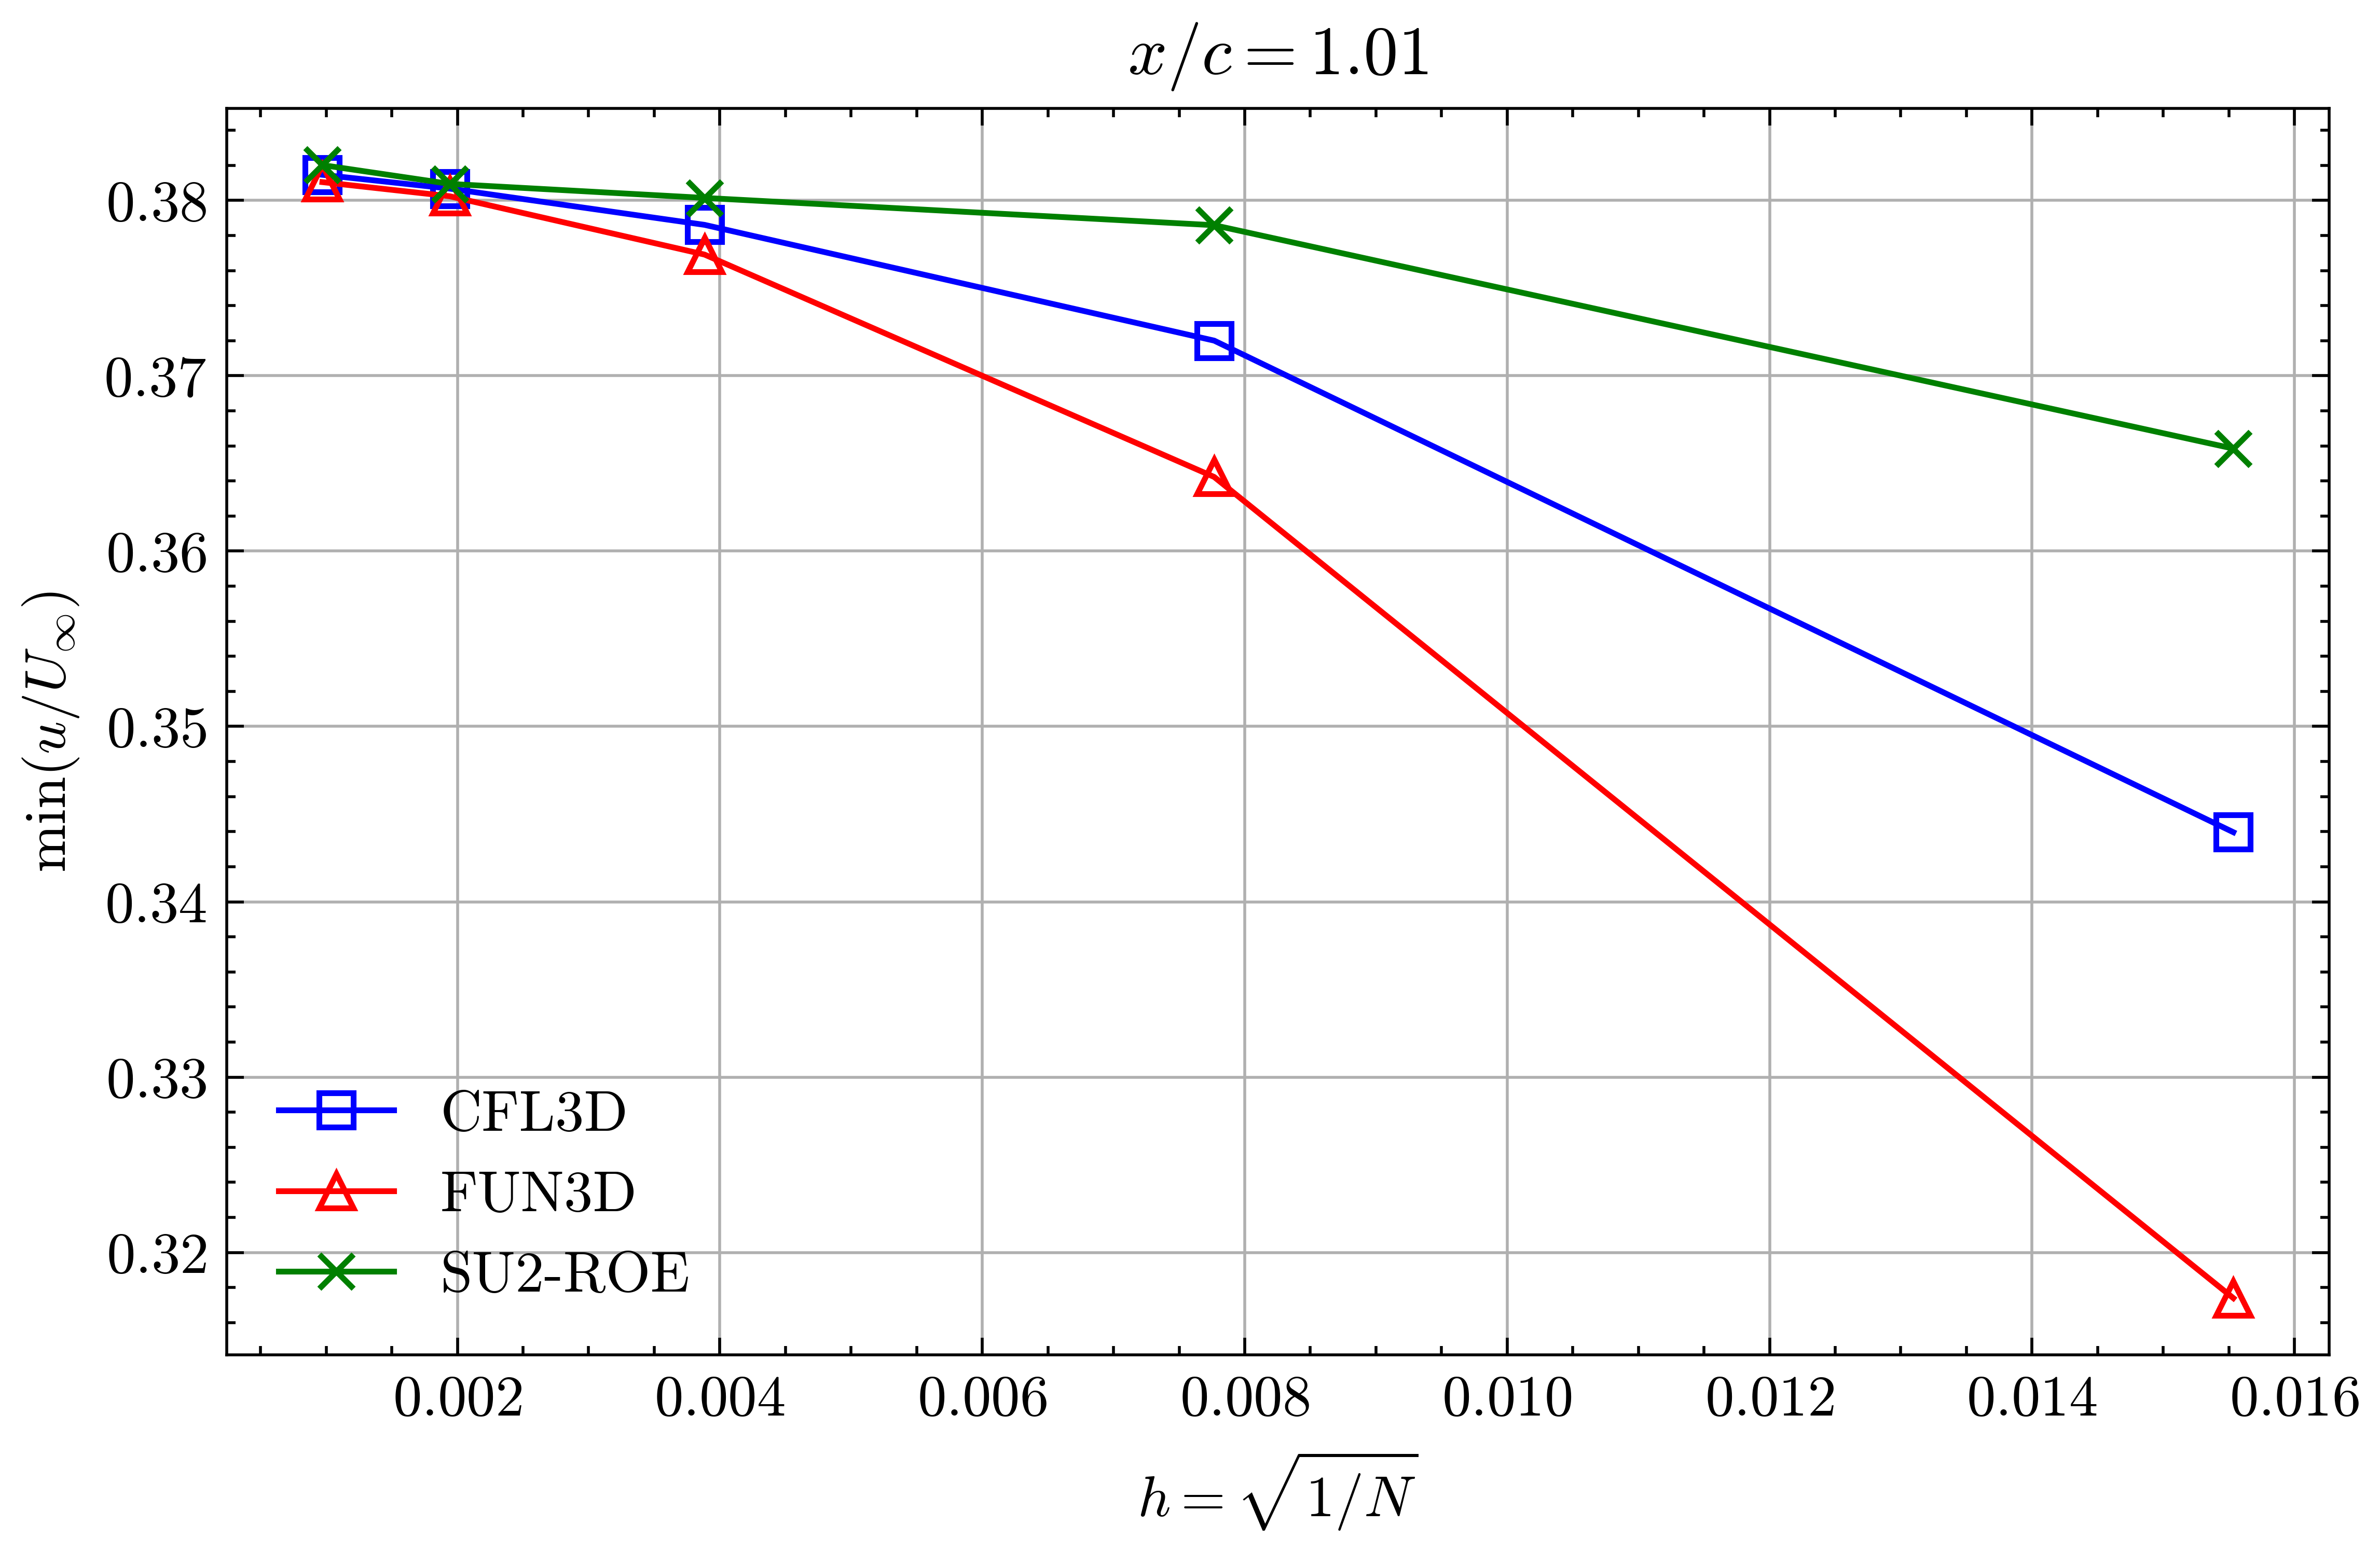 x/c = 1.01
min(u/U∞)
0.38
0.37
0.36
0.35
0.34
0.33
0.32
CFL3D
FUN3D
SU2-ROE
0.002 0.004 0.006 0.008 0.010 0.012 0.014 0.016
h = √1/N